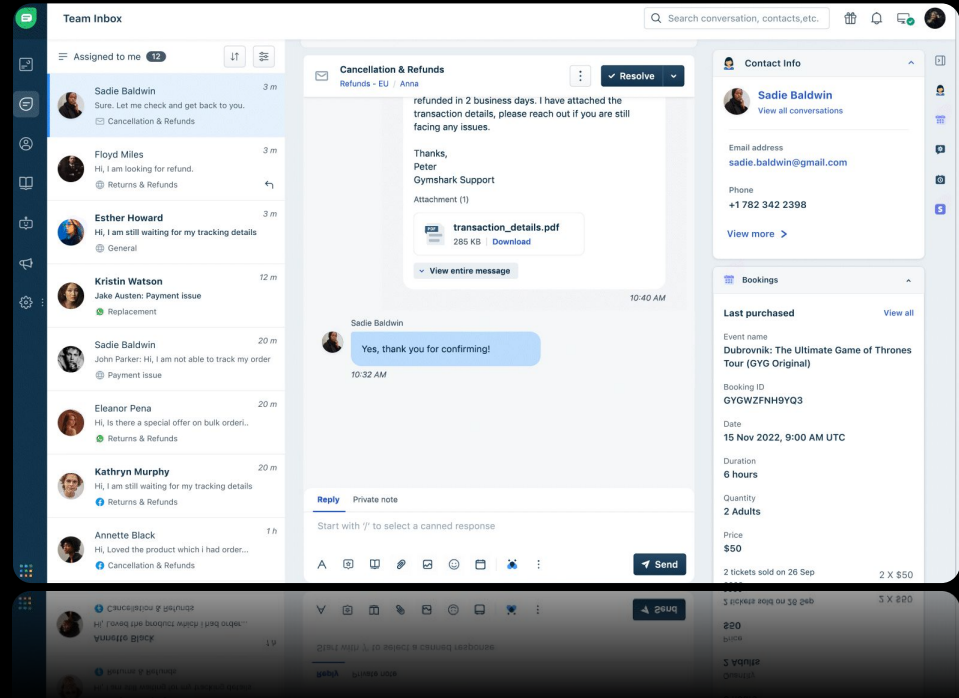 Team Inbox
Search conversation, contacts,etc.
Assigned to me 12
Sadie Baldwin
3 m
Sure. Let me check and get back to you.
Cancellation & Refunds
Floyd Miles
3 m
Hi, I am looking for refund.
Returns & Refunds
Esther Howard
3 m
Hi, I am still waiting for my tracking details
General
Kristin Watson
12 m
Jake Austen: Payment issue
Replacement
Sadie Baldwin
20 m
John Parker: Hi, I am not able to track my order
Payment issue
Eleanor Pena
20 m
Hi, Is there a special offer on bulk orderi..
Returns & Refunds
Kathryn Murphy
20 m
Hi, I am still waiting for my tracking details
Returns & Refunds
Annette Black
1 h
Hi, Loved the product which i had order...
Cancellation & Refunds
Cancellation & Refunds
Refunds - EU / Anna
Resolve
refunded in 2 business days. I have attached the
transaction details, please reach out if you are still
facing any issues.
Thanks,
Peter
Gymshark Support
Attachment (1)
PDF
transaction_details.pdf
285 KB | Download
View entire message
10:40 AM
Sadie Baldwin
Yes, thank you for confirming!
10:32 AM
Reply
Private note
Start with '/' to select a canned response
A
Send
Contact Info
Sadie Baldwin
View all conversations
Email address
sadie.baldwin@gmail.com
Phone
+1 782 342 2398
View more >
Bookings
Last purchased
View all
Event name
Dubrovnik: The Ultimate Game of Thrones
Tour (GYG Original)
Booking ID
GYGWZFNH9YQ3
Date
15 Nov 2022, 9:00 AM UTC
Duration
6 hours
Quantity
2 Adults
Price
$50
2 tickets sold on 26 Sep
2 X $50
S